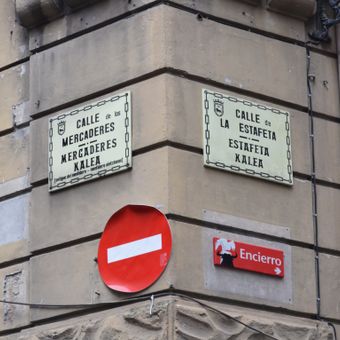 CALLE de los
MERCADERES
MERCADERES
KALEA
CALLE de
LA ESTAFETA
ESTAFETA
KALEA
Encierro